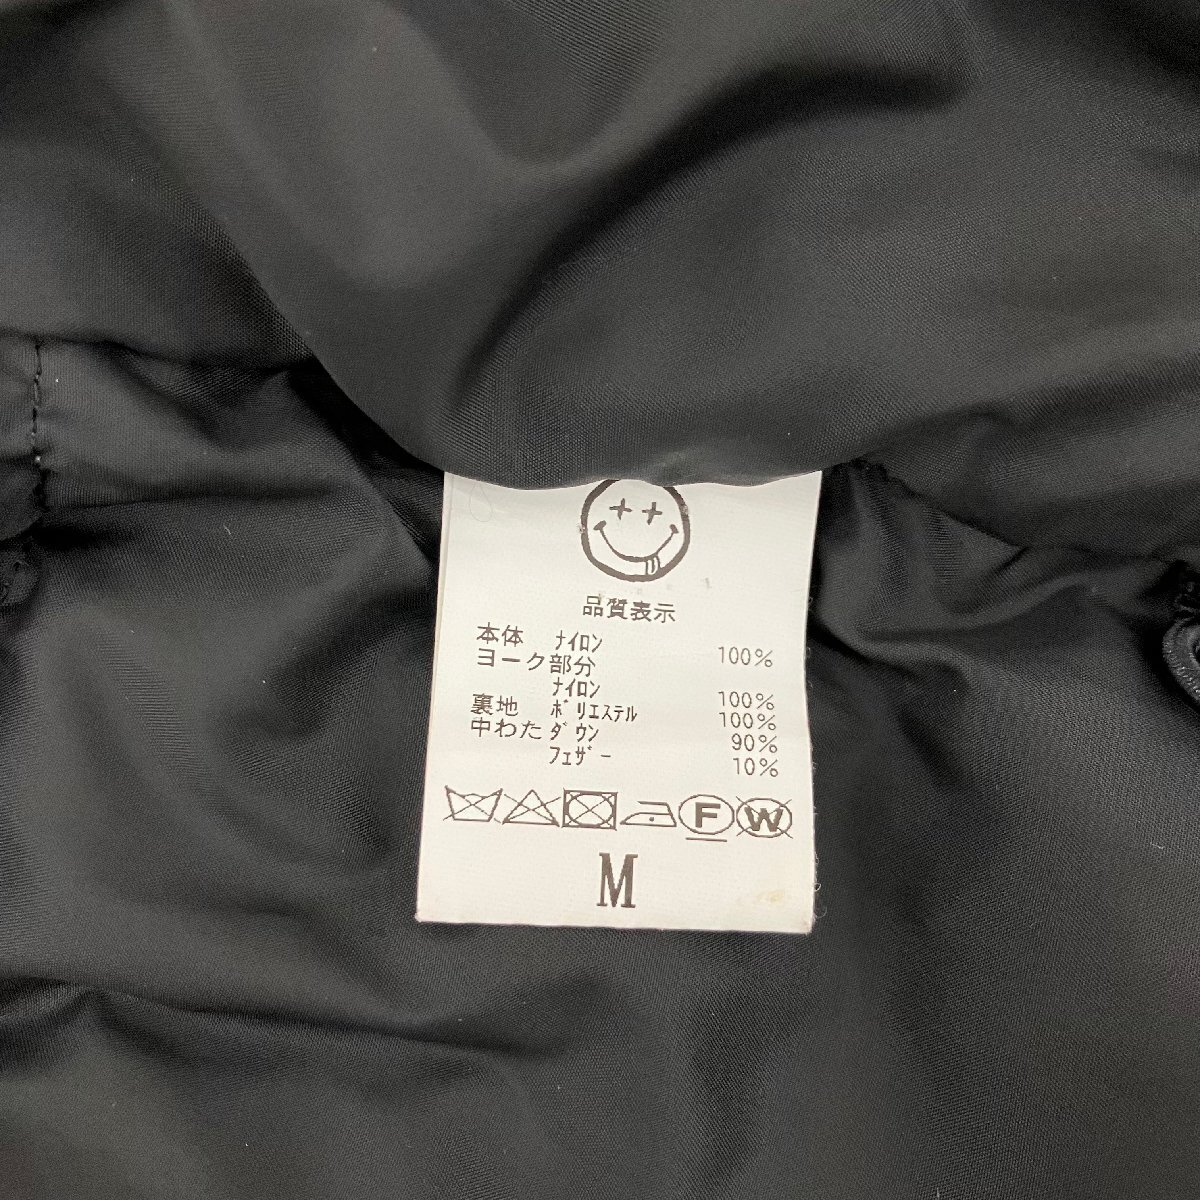 品質表示
本体 ナイロン 100%
ヨーク部分
ナイロン 100%
裏地 ポリエステル 100%
中わた ダウン 90%
フェザー 10%
F W
M